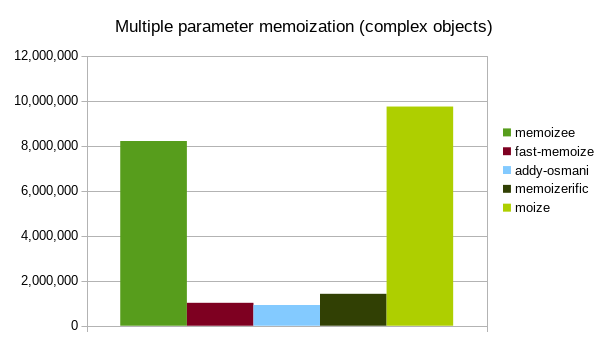 Multiple parameter memoization (complex objects)
12,000,000
10,000,000
8,000,000
6,000,000
4,000,000
2,000,000
0
memoizee
fast-memoize
addy-osmani
memoizerific
moize